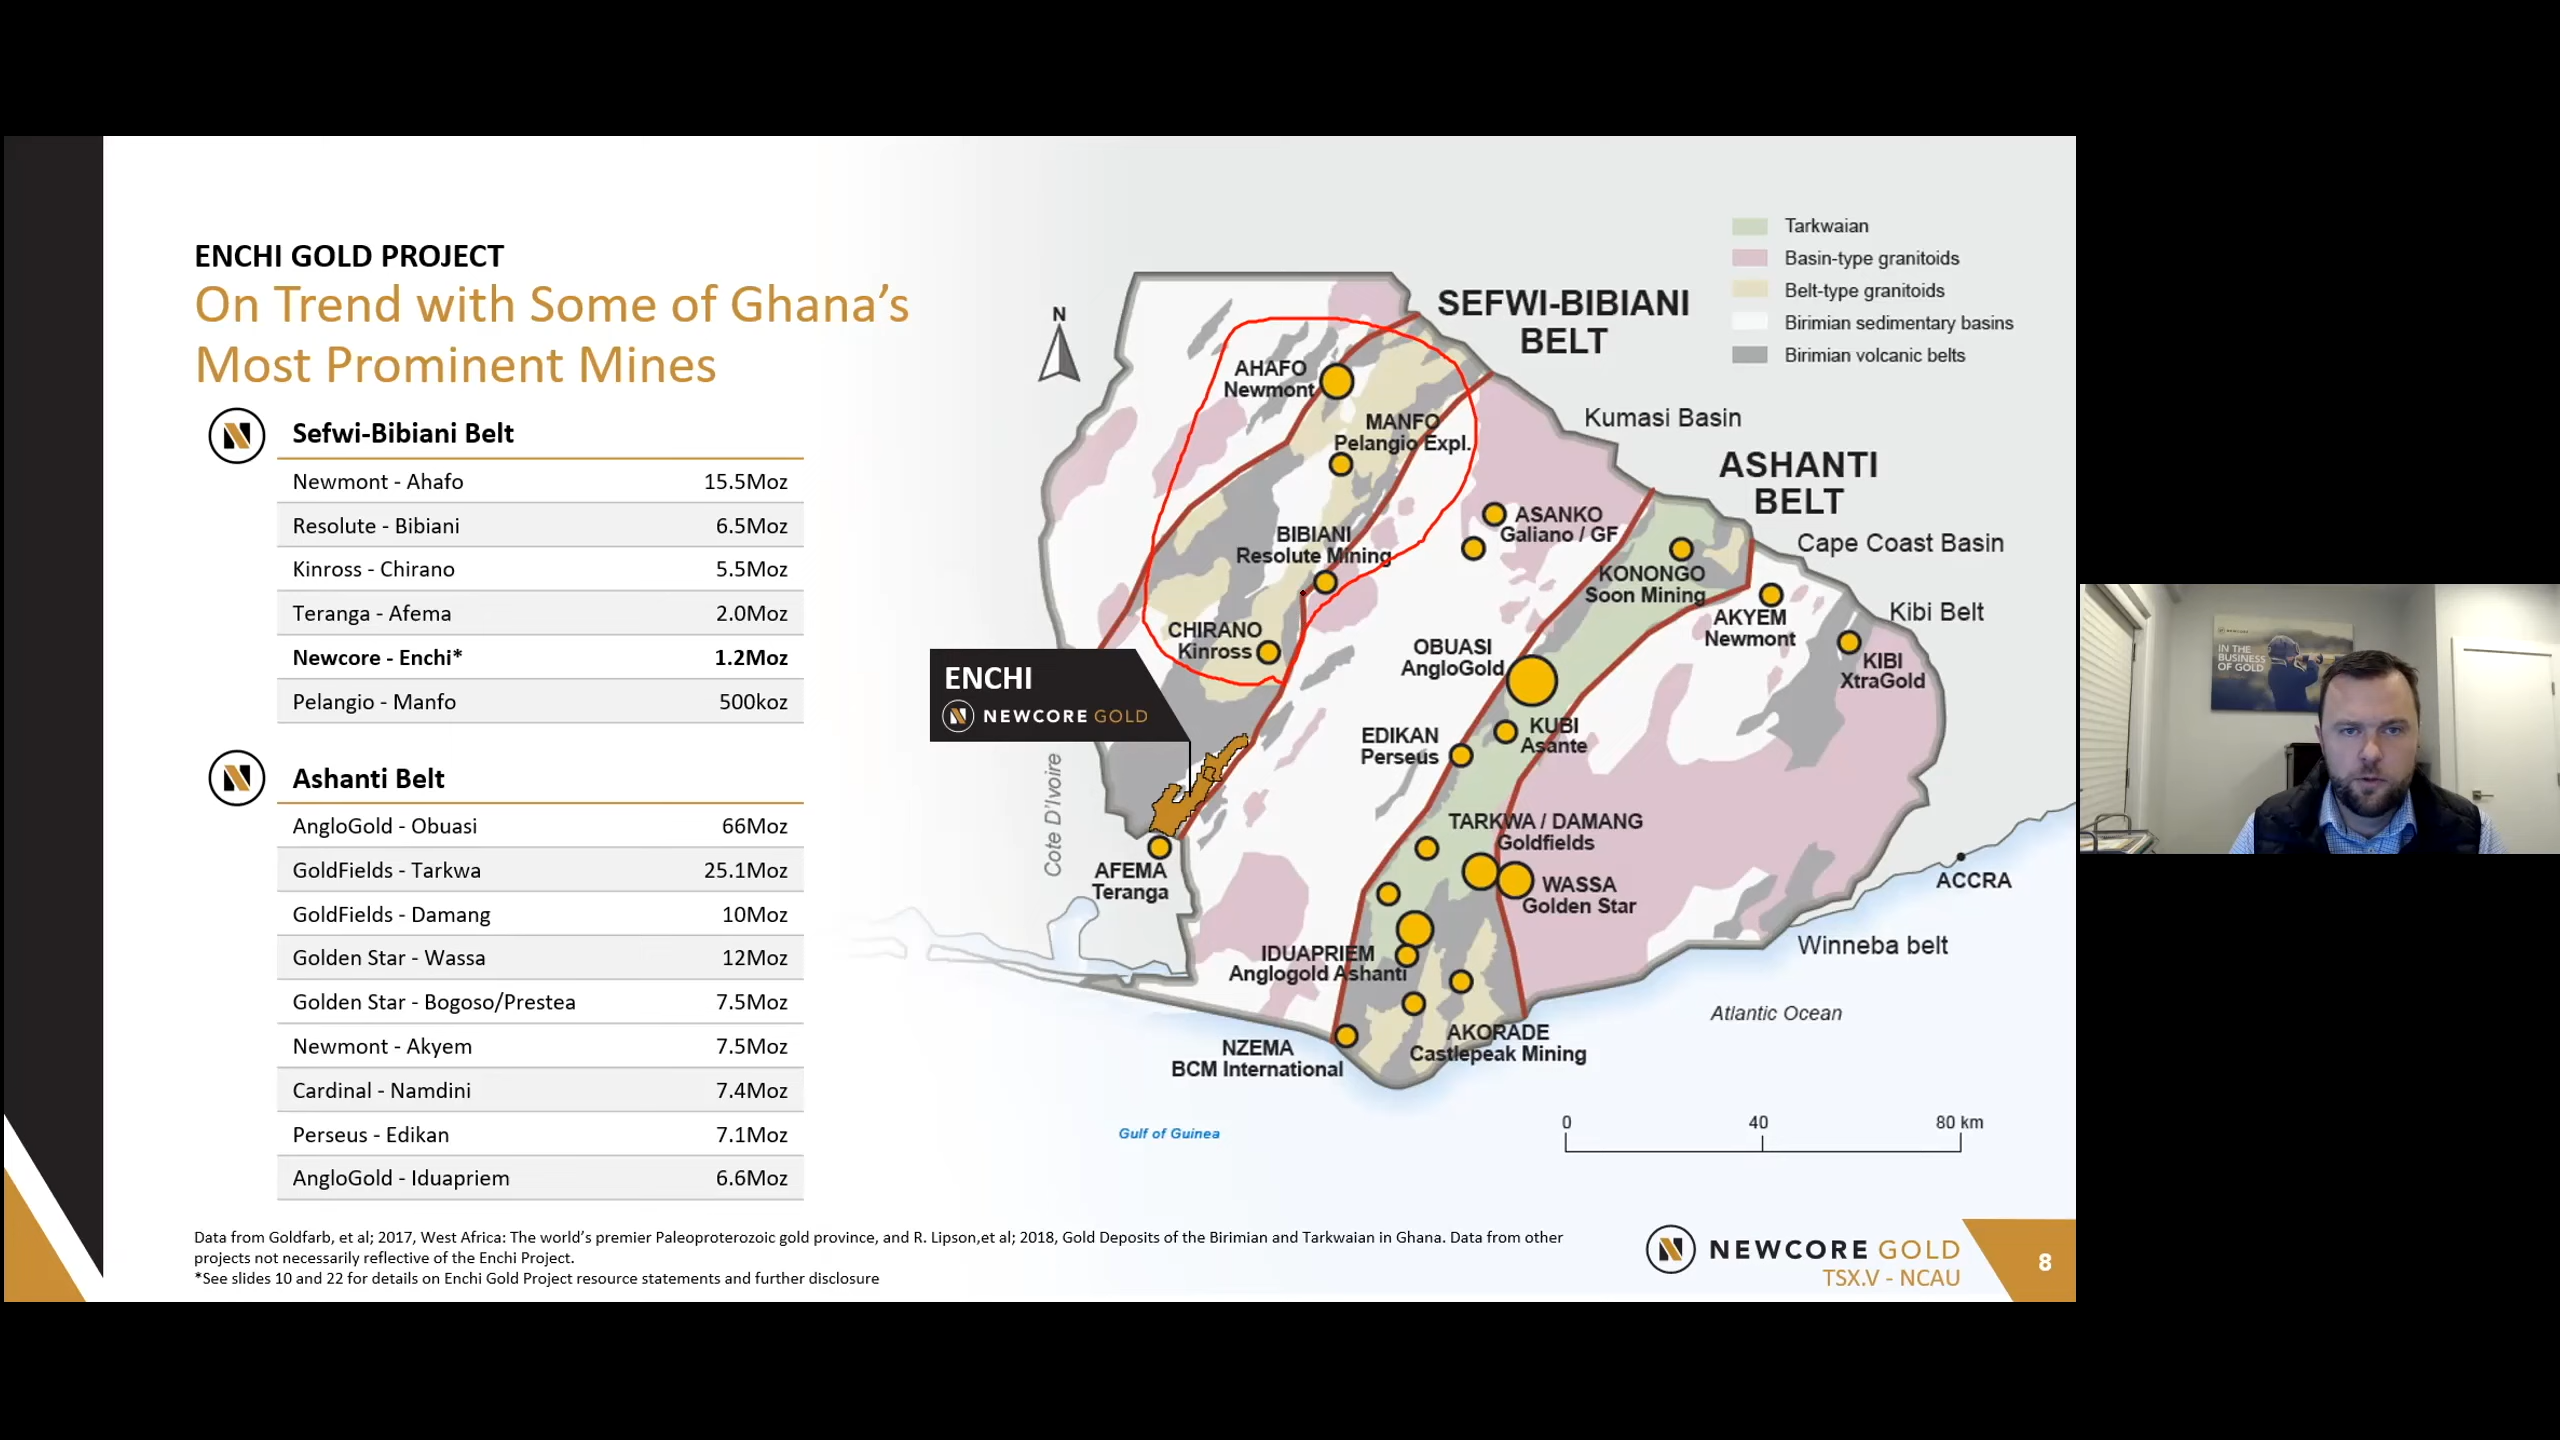 ENCHI GOLD PROJECT
On Trend with Some of Ghana's
Most Prominent Mines
Sefwi-Bibiani Belt
Newmont - Ahafo 15.5Moz
Resolute - Bibiani 6.5Moz
Kinross - Chirano 5.5Moz
Teranga - Afema 2.0Moz
Newcore - Enchi* 1.2Moz
Pelangio - Manfo 500koz
Ashanti Belt
AngloGold - Obuasi 66Moz
GoldFields - Tarkwa 25.1Moz
GoldFields - Damang 10Moz
Golden Star - Wassa 12Moz
Golden Star - Bogoso/Prestea 7.5Moz
Newmont - Akyem 7.5Moz
Cardinal - Namdini 7.4Moz
Perseus - Edikan 7.1Moz
AngloGold - Iduapriem 6.6Moz
Tarkwaian
Basin-type granitoids
Belt-type granitoids
Birimian sedimentary basins
Birimian volcanic belts
N
SEFWI-BIBIANI
BELT
AHAFO
Newmont
MANFO
Pelangio Expl.
Kumasi Basin
ASHANTI
BELT
Cape Coast Basin
BIBIANI
Resolute Mining
ASANKO
Galiano / GF
KONONGO
Soon Mining
AKYEM
Newmont
Kibi Belt
KIBI
XtraGold
CHIRANO
Kinross
OBUASI
AngloGold
ENCHI
NEWCORE GOLD
EDIKAN
Perseus
KUBI
Asante
Cote D'Ivoire
TARKWA / DAMANG
Goldfields
AFEMA
Teranga
WASSA
Golden Star
ACCRA
IDUAPRIEM
Anglogold Ashanti
Winneba belt
Atlantic Ocean
NZEMA
BCM International
AKORADE
Castlepeak Mining
Gulf of Guinea
0 40 80 km
Data from Goldfarb, et al; 2017, West Africa: The world's premier Paleoproterozoic gold province, and R. Lipson,et al; 2018, Gold Deposits of the Birimian and Tarkwaian in Ghana. Data from other
projects not necessarily reflective of the Enchi Project.
*See slides 10 and 22 for details on Enchi Gold Project resource statements and further disclosure
NEWCORE GOLD
TSX.V - NCAU
8
IN THE
BUSINESS
OF GOLD